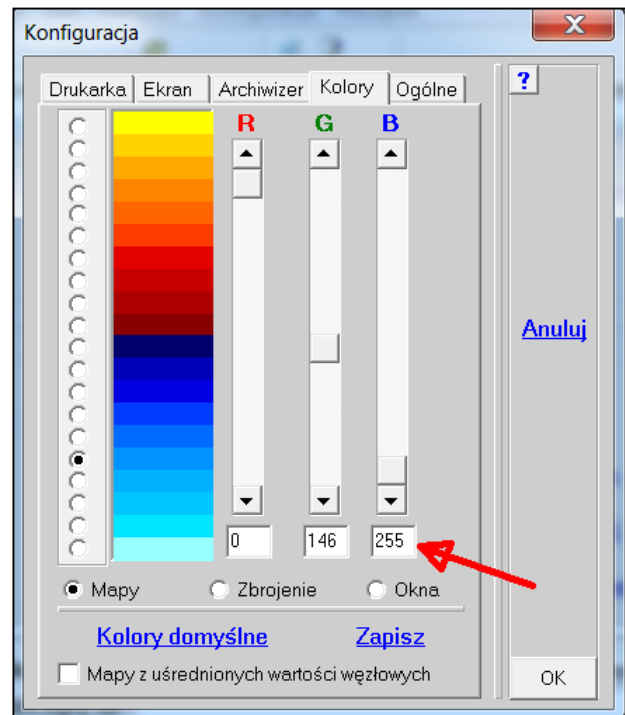 Konfiguracja
Drukarka Ekran Archiwizer Kolory Ogólne ?
R G B
Anuluj
0 146 255
Mapy Zbrojenie Okna
Kolory domyślne Zapisz
Mapy z uśrednionych wartości węzłowych OK